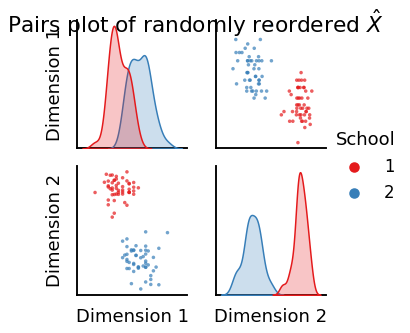 Pairs plot of randomly reordered X̂
Dimension 1
School
1
2
Dimension 2
Dimension 1 Dimension 2